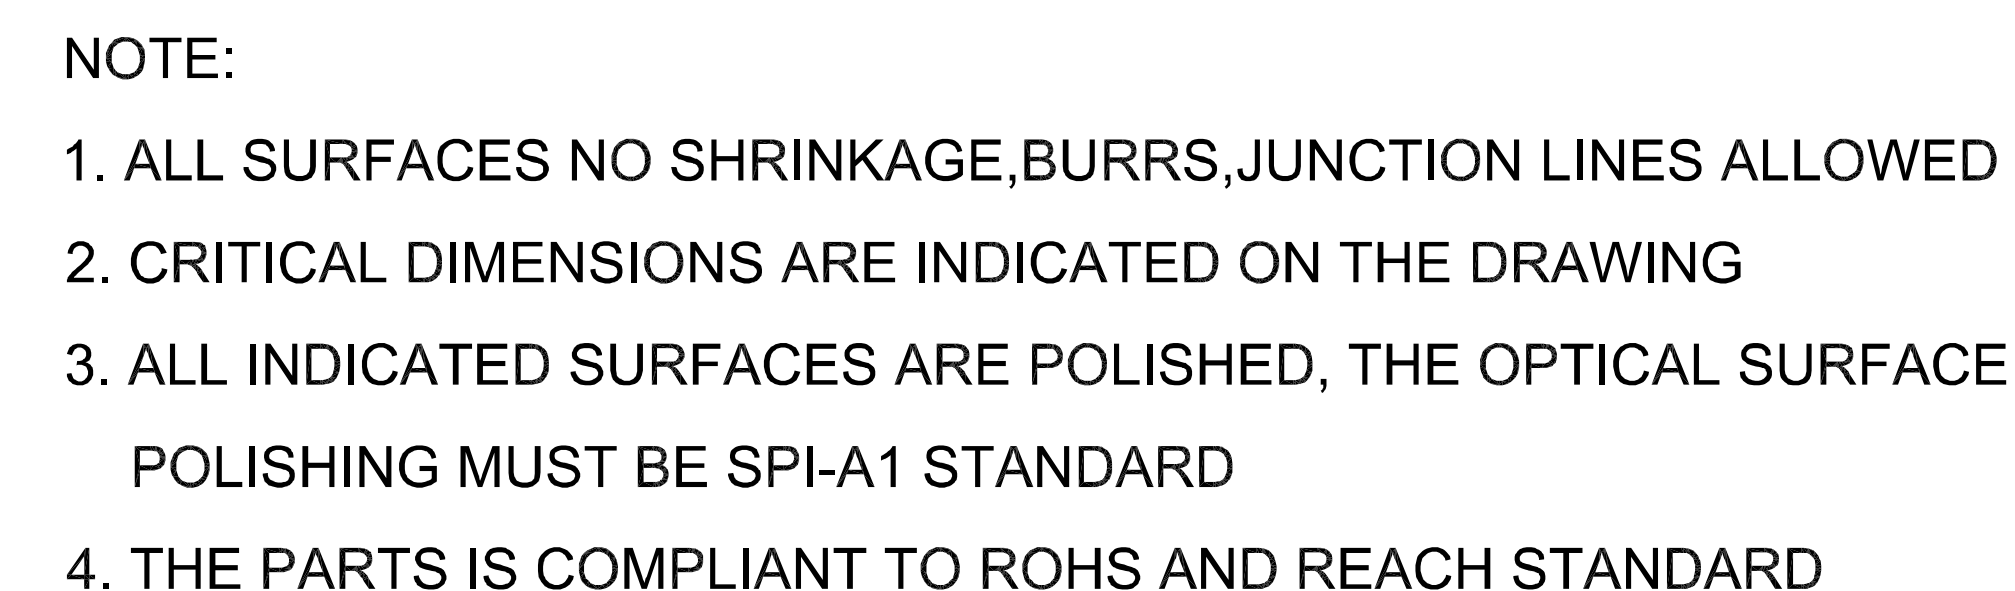 NOTE:
1. ALL SURFACES NO SHRINKAGE,BURRS,JUNCTION LINES ALLOWED
2. CRITICAL DIMENSIONS ARE INDICATED ON THE DRAWING
3. ALL INDICATED SURFACES ARE POLISHED, THE OPTICAL SURFACE
POLISHING MUST BE SPI-A1 STANDARD
4. THE PARTS IS COMPLIANT TO ROHS AND REACH STANDARD